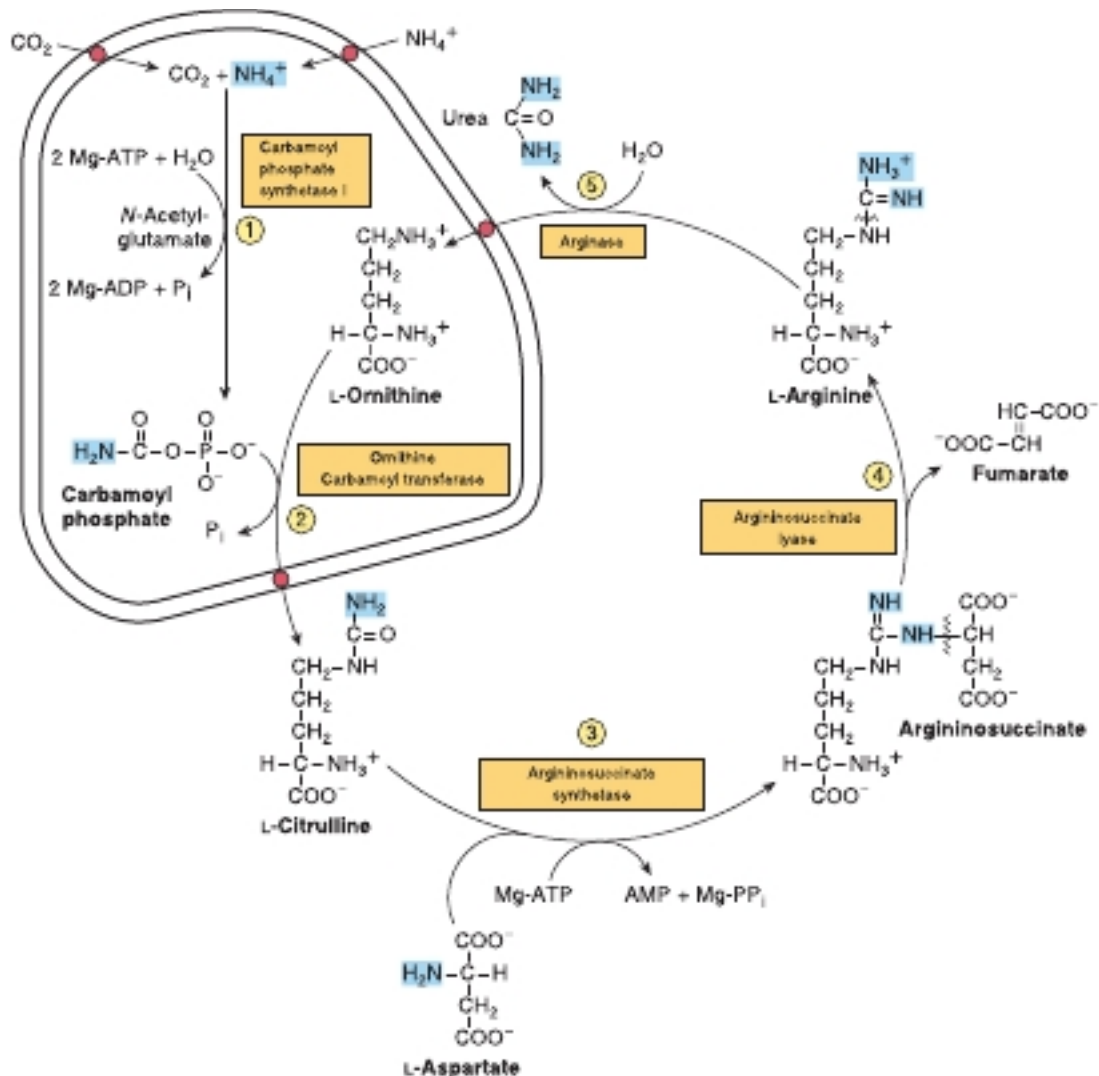 CO₂
NH₄⁺
CO₂ + NH₄⁺
2 Mg-ATP + H₂O
Carbamoyl
phosphate
synthetase I
N-Acetyl-
glutamate
1
2 Mg-ADP + Pᵢ
H₂N–C–O–P–O⁻
O
O
O⁻
Carbamoyl
phosphate
Pᵢ
CH₂NH₃⁺
CH₂
CH₂
H–C–NH₃⁺
COO⁻
L-Ornithine
Ornithine
Carbamoyl transferase
2
NH₂
Urea C=O
NH₂
H₂O
5
Arginase
NH₃⁺
C=NH
CH₂–NH
CH₂
CH₂
H–C–NH₃⁺
COO⁻
L-Arginine
HC–COO⁻
⁻OOC–CH
Fumarate
4
Argininosuccinate
lyase
NH₂
C=O
CH₂–NH
CH₂
CH₂
H–C–NH₃⁺
COO⁻
L-Citrulline
3
Argininosuccinate
synthetase
NH COO⁻
C–NH–CH
CH₂–NH CH₂
CH₂ COO⁻
CH₂
H–C–NH₃⁺
COO⁻
Argininosuccinate
Mg-ATP
AMP + Mg-PPᵢ
COO⁻
H₂N–C–H
CH₂
COO⁻
L-Aspartate